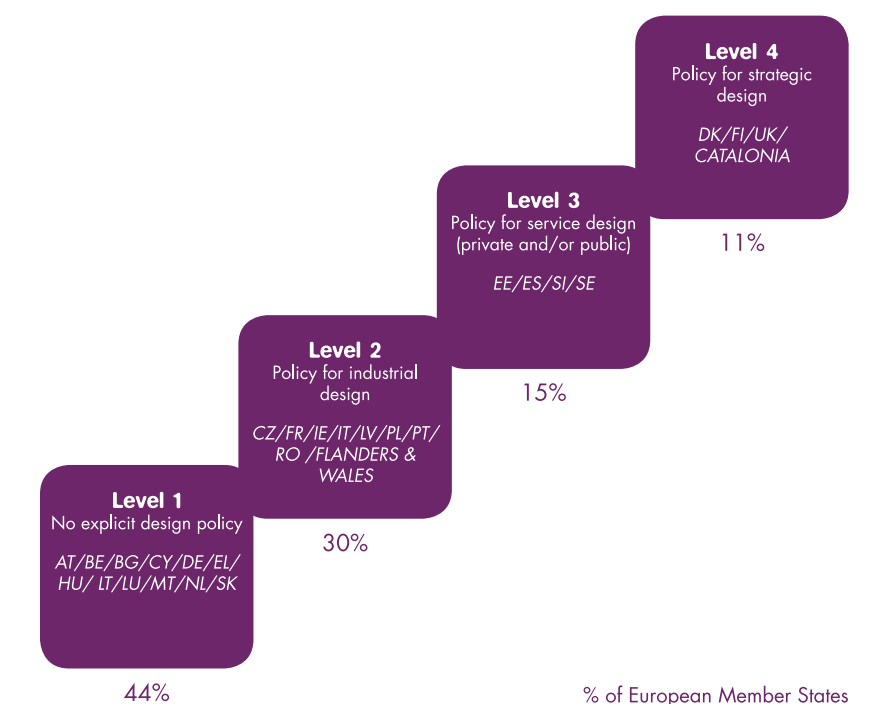 Level 4
Policy for strategic
design
DK/FI/UK/
CATALONIA
11%
Level 3
Policy for service design
(private and/or public)
EE/ES/SI/SE
15%
Level 2
Policy for industrial
design
CZ/FR/IE/IT/LV/PL/PT/
RO /FLANDERS &
WALES
30%
Level 1
No explicit design policy
AT/BE/BG/CY/DE/EL/
HU/ LT/LU/MT/NL/SK
44%
% of European Member States